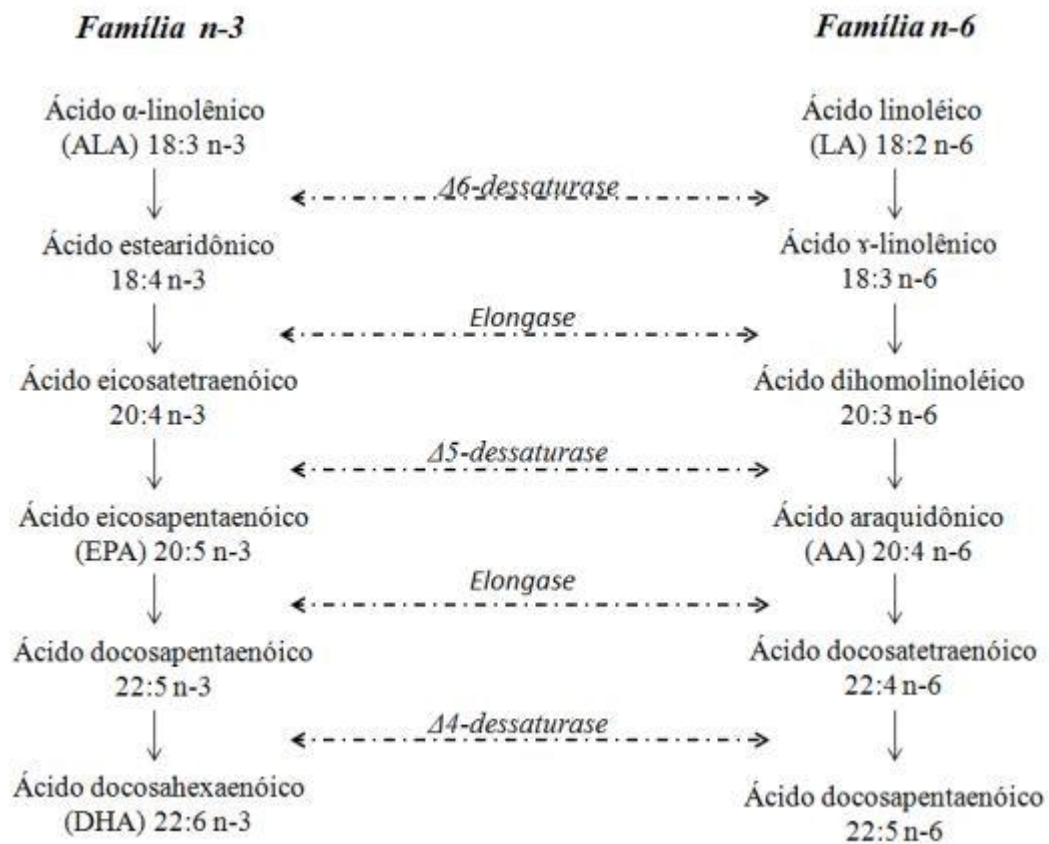 Família n-3
Família n-6
Ácido α-linolênico
(ALA) 18:3 n-3
Ácido linoléico
(LA) 18:2 n-6
Δ6-dessaturase
Ácido estearidônico
18:4 n-3
Ácido ɤ-linolênico
18:3 n-6
Elongase
Ácido eicosatetraenóico
20:4 n-3
Ácido dihomolinoléico
20:3 n-6
Δ5-dessaturase
Ácido eicosapentaenóico
(EPA) 20:5 n-3
Ácido araquidônico
(AA) 20:4 n-6
Elongase
Ácido docosapentaenóico
22:5 n-3
Ácido docosatetraenóico
22:4 n-6
Δ4-dessaturase
Ácido docosahexaenóico
(DHA) 22:6 n-3
Ácido docosapentaenóico
22:5 n-6